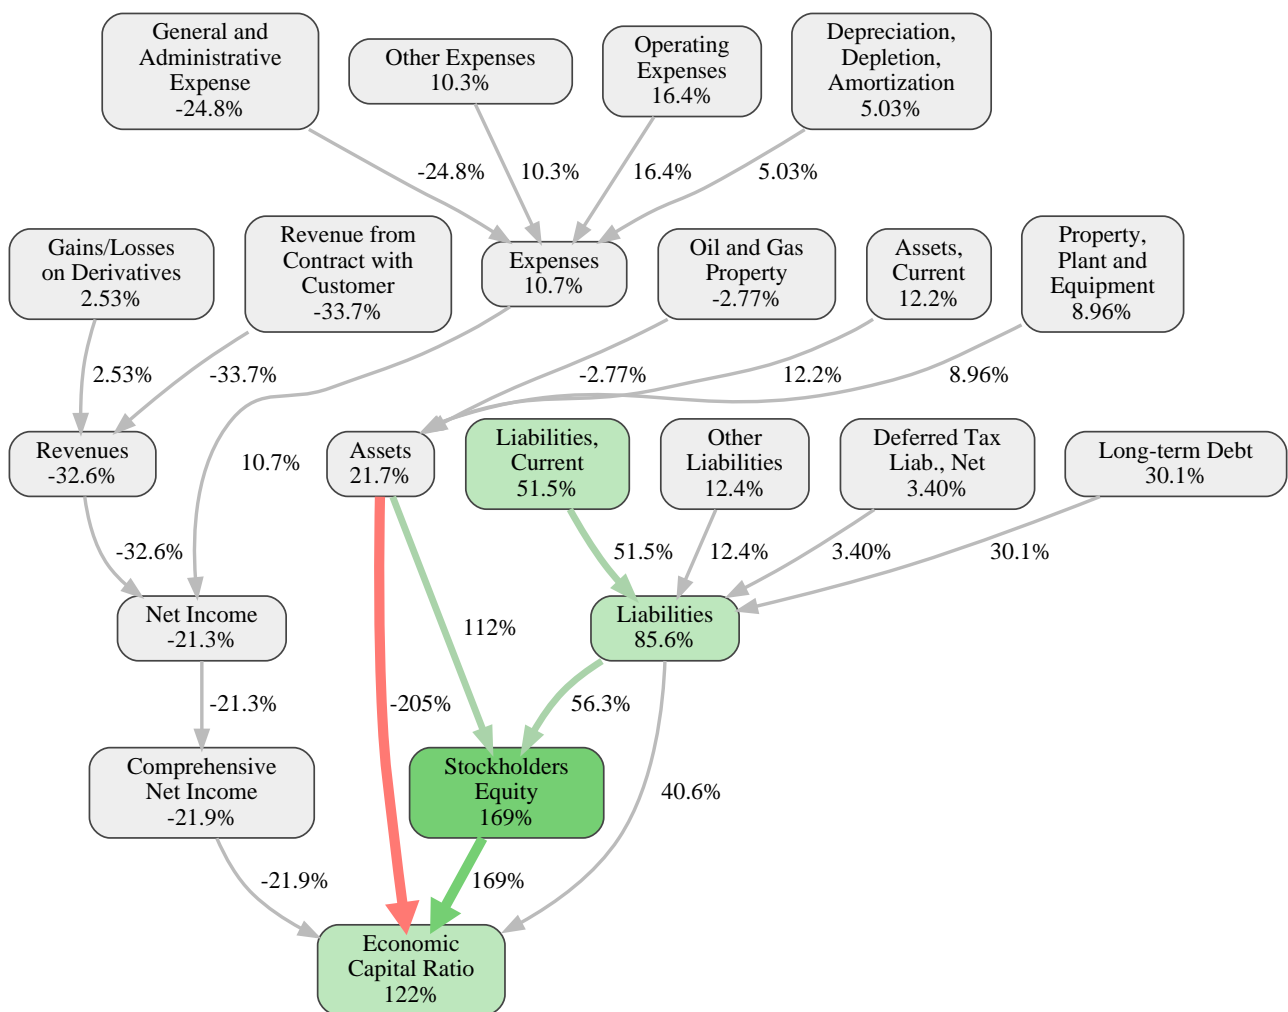 General and
Administrative
Expense
-24.8%
Other Expenses
10.3%
Operating
Expenses
16.4%
Depreciation,
Depletion,
Amortization
5.03%
-24.8%
10.3%
16.4%
5.03%
Gains/Losses
on Derivatives
2.53%
Revenue from
Contract with
Customer
-33.7%
Expenses
10.7%
Oil and Gas
Property
-2.77%
Assets,
Current
12.2%
Property,
Plant and
Equipment
8.96%
2.53%
-33.7%
-2.77%
12.2%
8.96%
Revenues
-32.6%
10.7%
Assets
21.7%
Liabilities,
Current
51.5%
Other
Liabilities
12.4%
Deferred Tax
Liab., Net
3.40%
Long-term Debt
30.1%
-32.6%
51.5%
12.4%
3.40%
30.1%
Net Income
-21.3%
112%
Liabilities
85.6%
-21.3%
-205%
56.3%
Comprehensive
Net Income
-21.9%
Stockholders
Equity
169%
40.6%
-21.9%
169%
Economic
Capital Ratio
122%